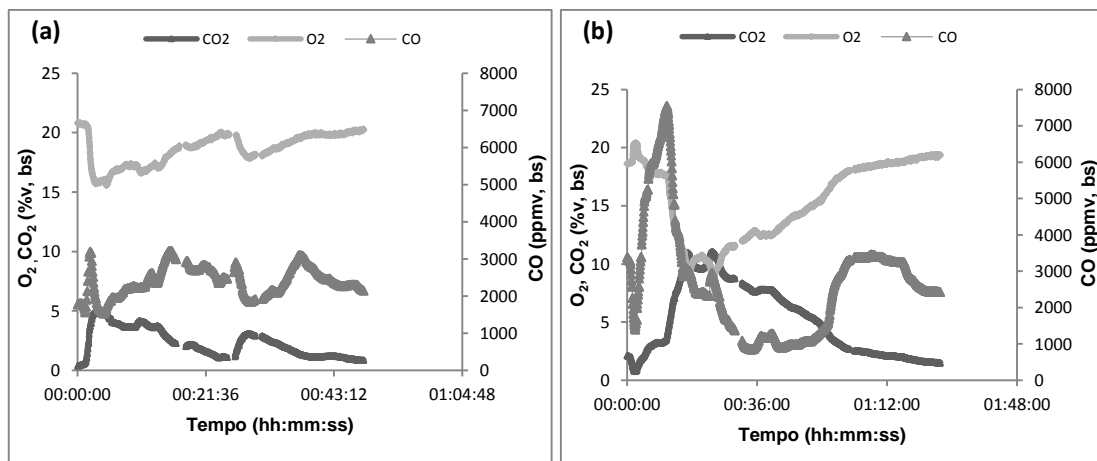 (a)
CO2 O2 CO
25
20
15
10
5
0
8000
7000
6000
5000
4000
3000
2000
1000
0
O2, CO2 (%v, bs)
CO (ppmv, bs)
00:00:00 00:21:36 00:43:12 01:04:48
Tempo (hh:mm:ss)
(b)
CO2 O2 CO
25
20
15
10
5
0
8000
7000
6000
5000
4000
3000
2000
1000
0
O2, CO2 (%v, bs)
CO (ppmv, bs)
00:00:00 00:36:00 01:12:00 01:48:00
Tempo (hh:mm:ss)